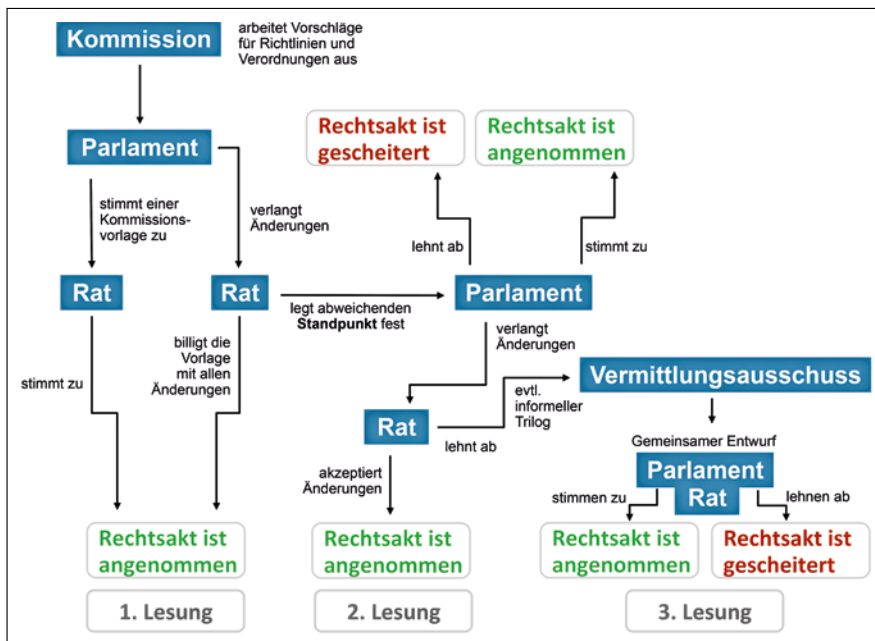 Kommission
arbeitet Vorschläge
für Richtlinien und
Verordnungen aus
Parlament
stimmt einer
Kommissions-
vorlage zu
verlangt
Änderungen
Rechtsakt ist
gescheitert
Rechtsakt ist
angenommen
lehnt ab
stimmt zu
Rat
Rat
legt abweichenden
Standpunkt fest
Parlament
stimmt zu
billigt die
Vorlage
mit allen
Änderungen
verlangt
Änderungen
Rat
lehnt ab
evtl.
informeller
Trilog
Vermittlungsausschuss
akzeptiert
Änderungen
Gemeinsamer Entwurf
Parlament
Rat
stimmen zu
lehnen ab
Rechtsakt ist
angenommen
Rechtsakt ist
angenommen
Rechtsakt ist
angenommen
Rechtsakt ist
gescheitert
1. Lesung
2. Lesung
3. Lesung